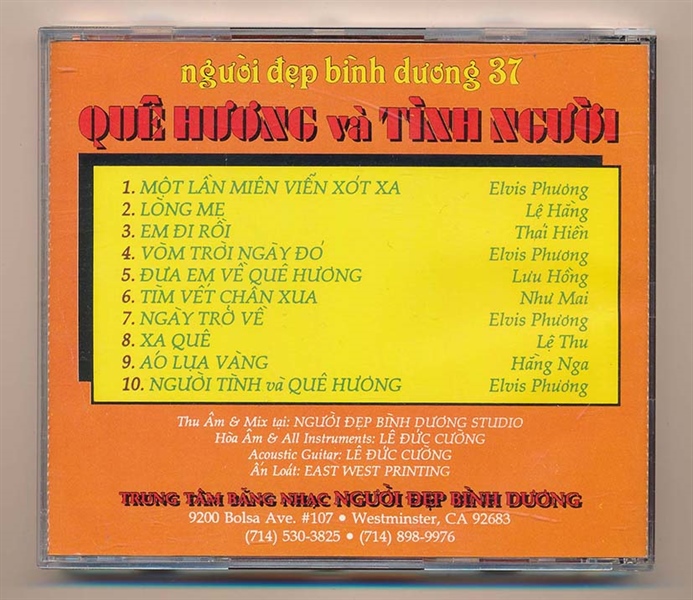 người đẹp bình dương 37
QUÊ HƯƠNG và TÌNH NGƯỜI
1. MỘT LẦN MIÊN VIỄN XÓT XA Elvis Phương
2. LÒNG MẸ Lệ Hằng
3. EM ĐI RỒI Thái Hiền
4. VÒM TRỜI NGÀY ĐÓ Elvis Phương
5. ĐƯA EM VỀ QUÊ HƯƠNG Lưu Hồng
6. TÌM VẾT CHÂN XƯA Như Mai
7. NGÀY TRỞ VỀ Elvis Phương
8. XA QUÊ Lệ Thu
9. ÁO LỤA VÀNG Hằng Nga
10. NGƯỜI TÌNH và QUÊ HƯƠNG Elvis Phương
Thu Âm & Mix tại: NGƯỜI ĐẸP BÌNH DƯƠNG STUDIO
Hòa Âm & All Instruments: LÊ ĐỨC CƯỜNG
Acoustic Guitar: LÊ ĐỨC CƯỜNG
Ấn Loát: EAST WEST PRINTING
TRUNG TÂM BĂNG NHẠC NGƯỜI ĐẸP BÌNH DƯƠNG
9200 Bolsa Ave. #107 • Westminster, CA 92683
(714) 530-3825 • (714) 898-9976